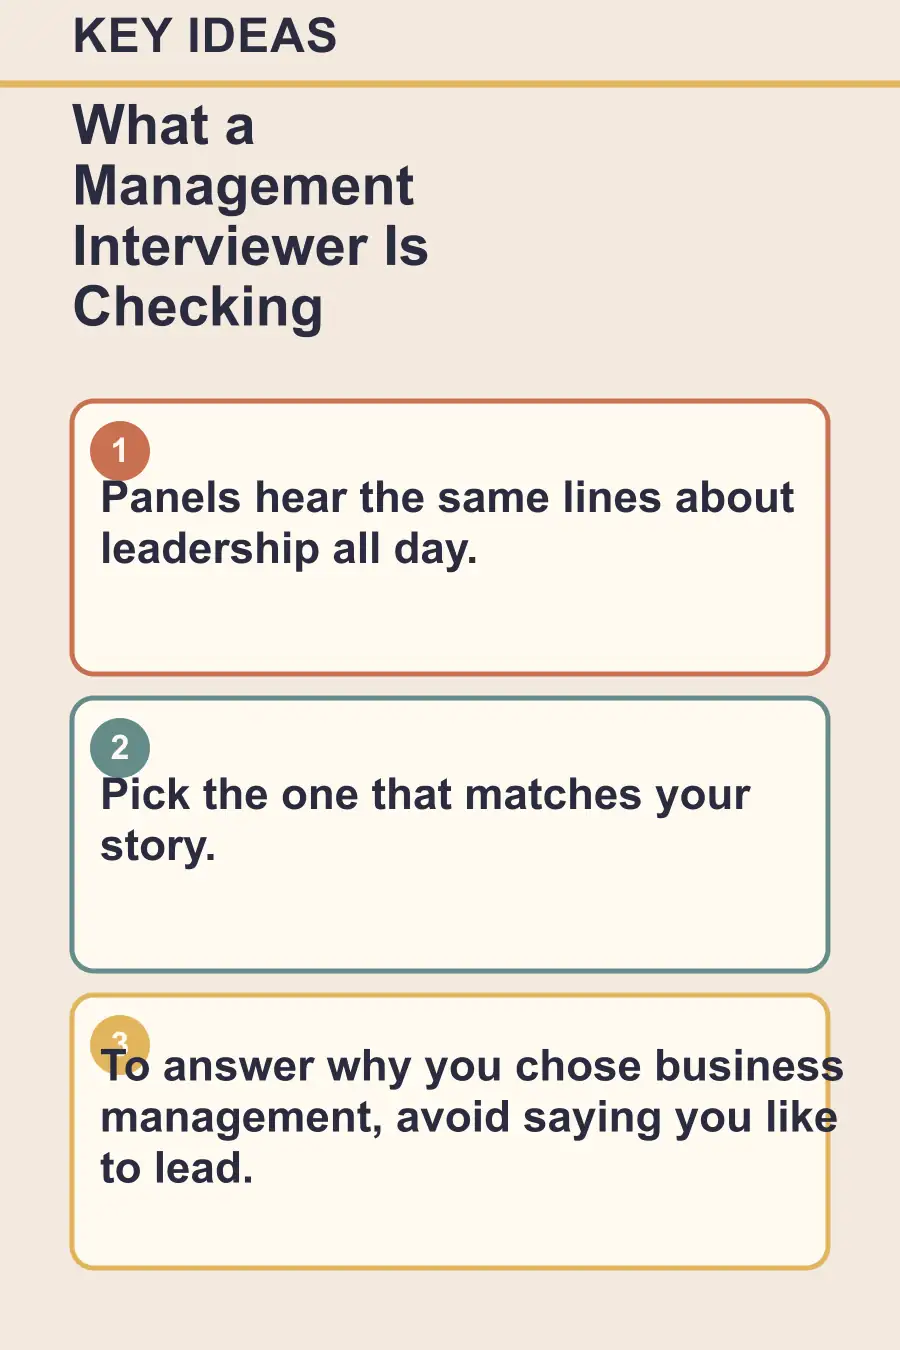 KEY IDEAS
What a
Management
Interviewer Is
Checking
1
Panels hear the same lines about
leadership all day.
2
Pick the one that matches your
story.
3
To answer why you chose business
management, avoid saying you like
to lead.